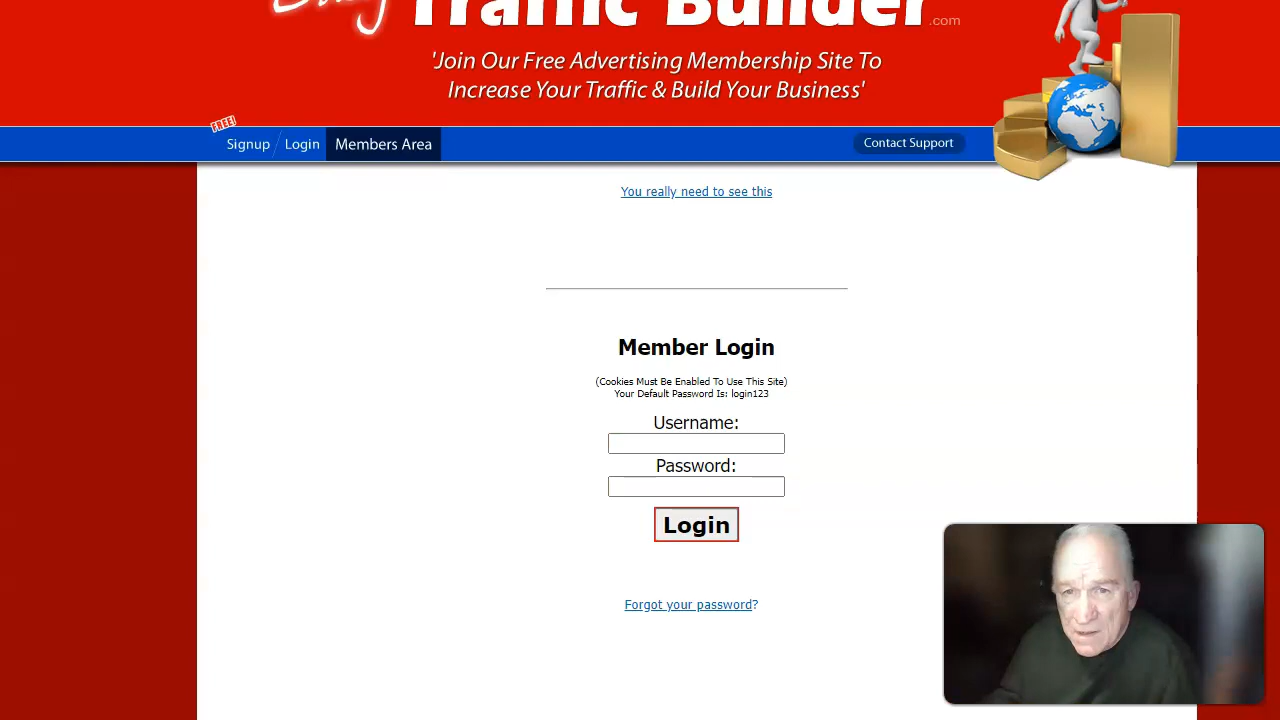 Traffic Builder.com
'Join Our Free Advertising Membership Site To
Increase Your Traffic & Build Your Business'
FREE!
Signup / Login Members Area Contact Support
You really need to see this
Member Login
(Cookies Must Be Enabled To Use This Site)
Your Default Password Is: login123
Username:
Password:
Login
Forgot your password?